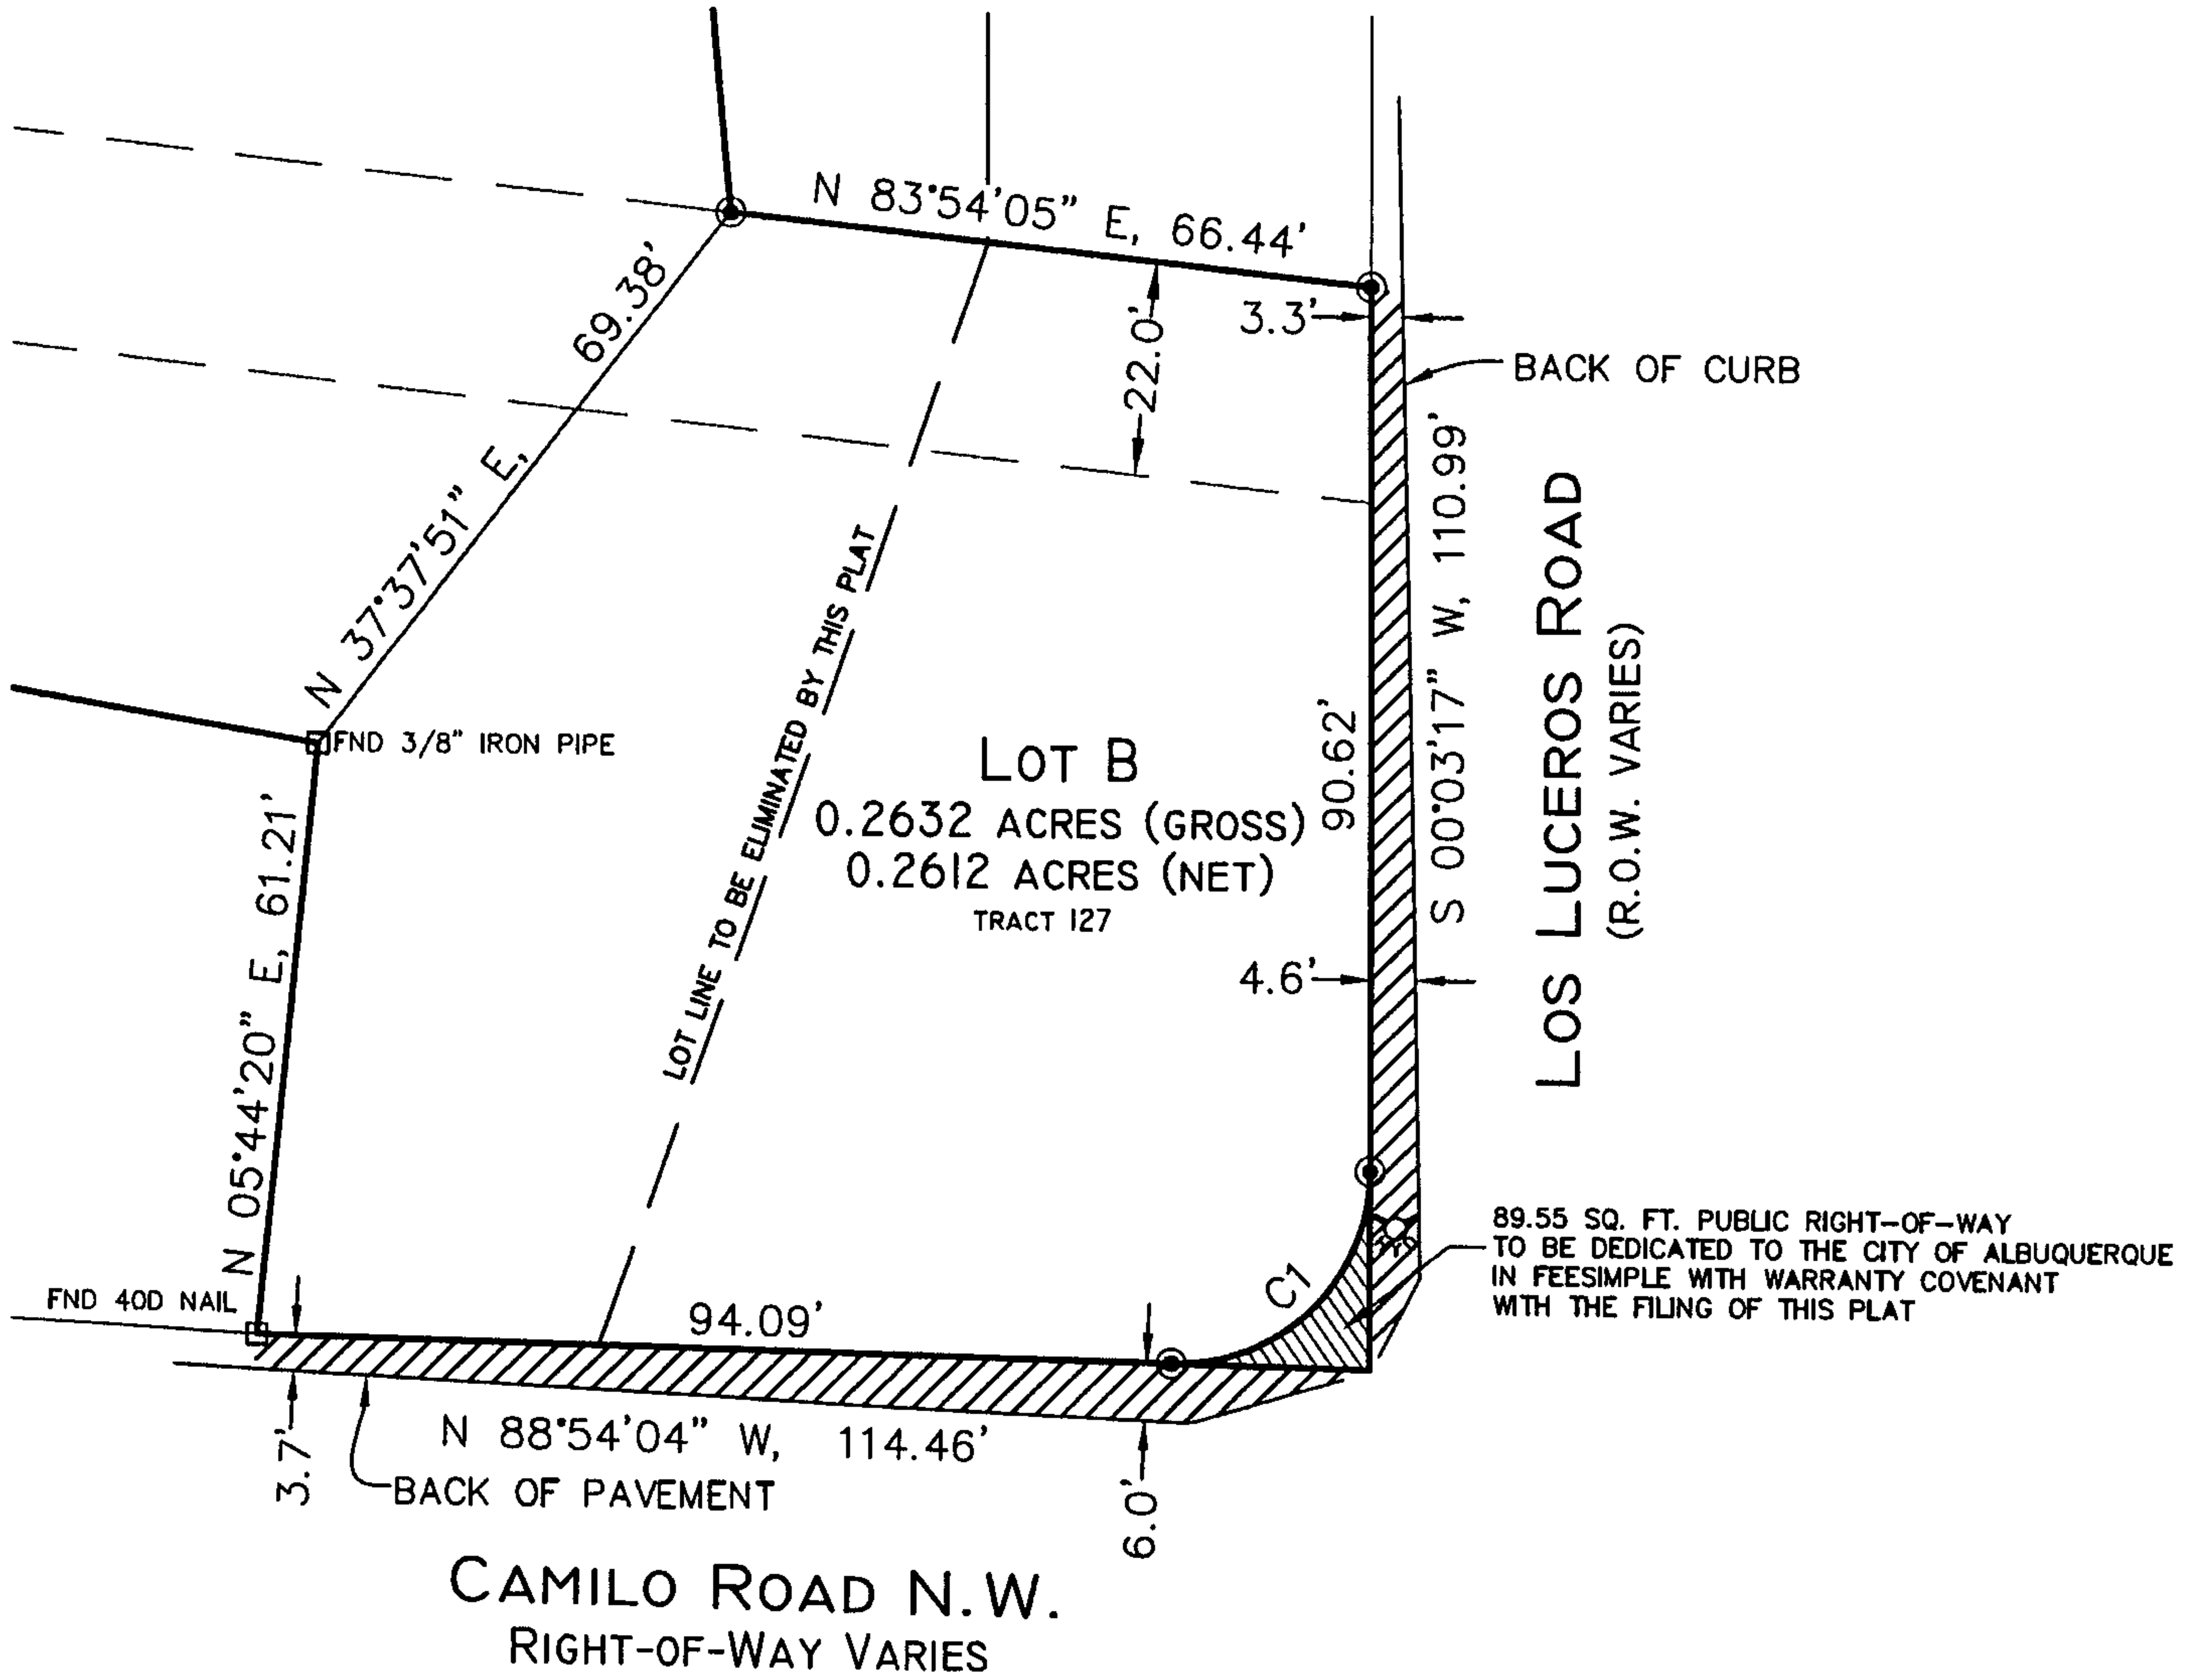 N 83°54'05" E, 66.44'
69.38'
3.3'
22.0'
BACK OF CURB
N 37°37'51" E,
S 00°03'17" W, 110.99'
LOS LUCEROS ROAD
(R.O.W. VARIES)
LOT LINE TO BE ELIMINATED BY THIS PLAT
FND 3/8" IRON PIPE
LOT B
0.2632 ACRES (GROSS)
0.2612 ACRES (NET)
TRACT 127
90.62'
N 05°44'20" E, 61.21'
4.6'
89.55 SQ. FT. PUBLIC RIGHT-OF-WAY
TO BE DEDICATED TO THE CITY OF ALBUQUERQUE
IN FEESIMPLE WITH WARRANTY COVENANT
WITH THE FILING OF THIS PLAT
C1
FND 40D NAIL
94.09'
N 88°54'04" W, 114.46'
3.7'
BACK OF PAVEMENT
6.0'
CAMILO ROAD N.W.
RIGHT-OF-WAY VARIES